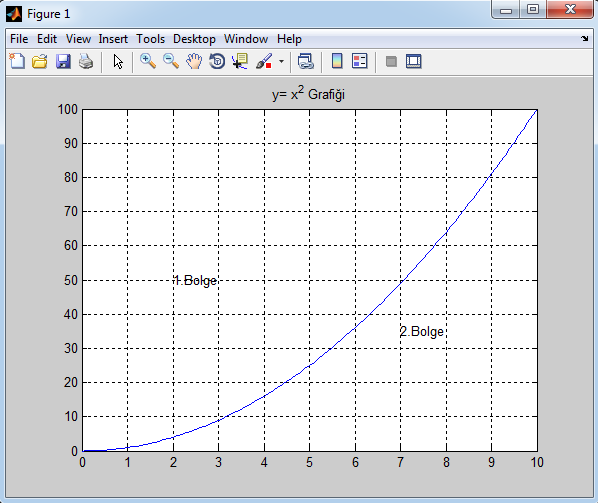 Figure 1
File Edit View Insert Tools Desktop Window Help
y= x² Grafiği
100
90
80
70
60
50
40
30
20
10
0
1.Bolge
2.Bolge
0 1 2 3 4 5 6 7 8 9 10